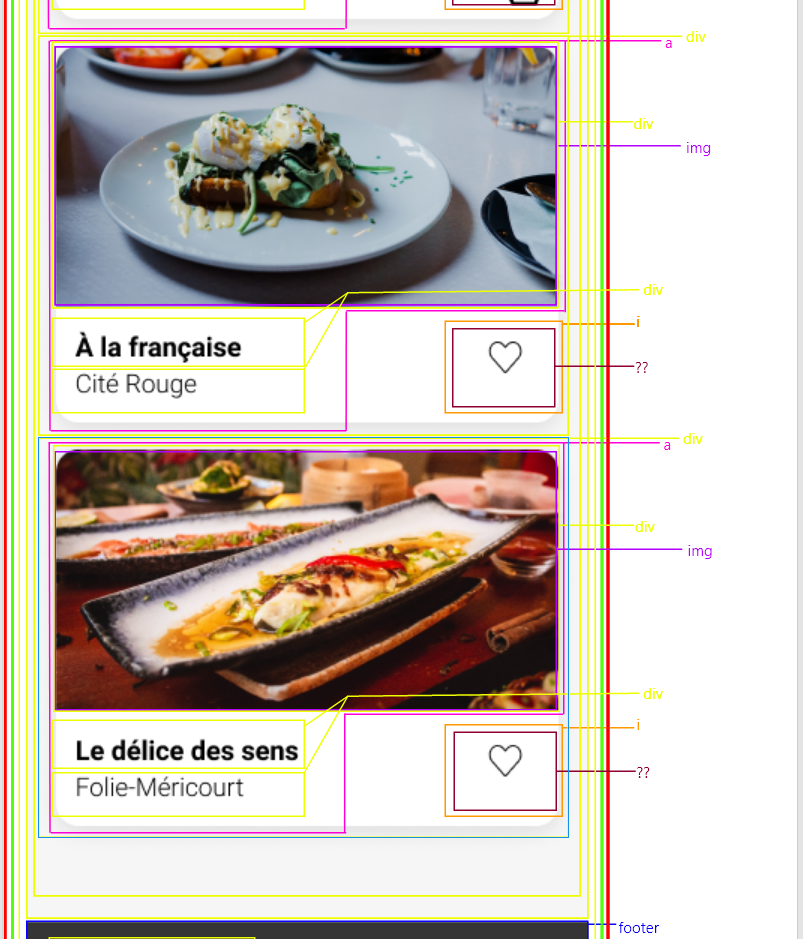 div
a
div
img
div
À la française
i
Cité Rouge
??
div
a
div
img
div
Le délice des sens
i
Folie-Méricourt
??
footer